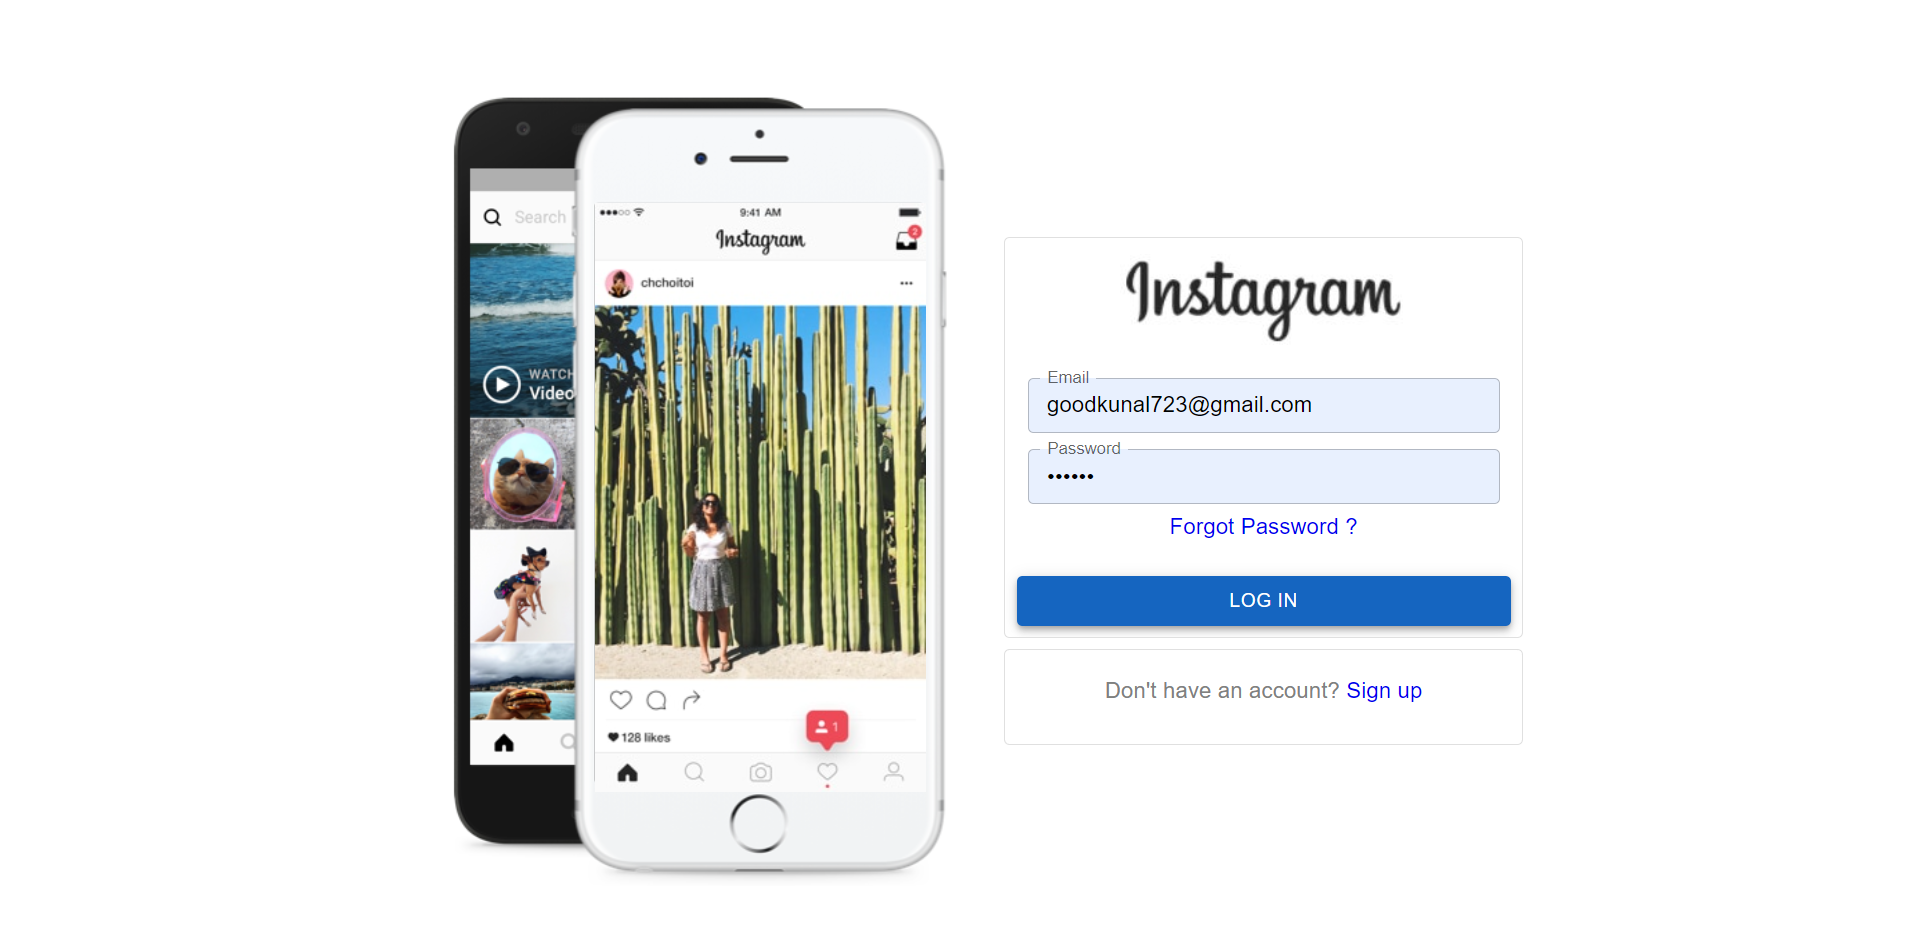 Search
WATCH
Video
9:41 AM
Instagram
2
chchoitoi
1
128 likes
Instagram
Email
goodkunal723@gmail.com
Password
••••••
Forgot Password ?
LOG IN
Don't have an account? Sign up